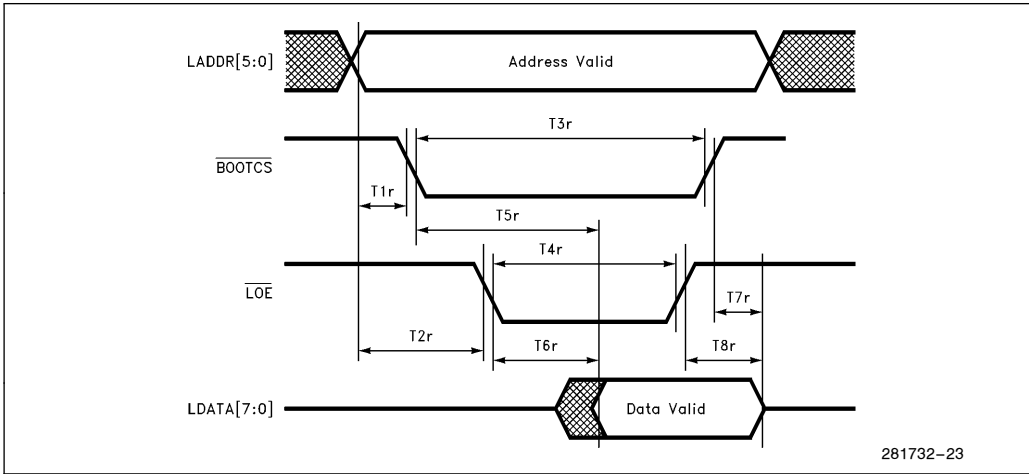 LADDR[5:0]
Address Valid
T3r
BOOTCS
T1r
T5r
T4r
LOE
T7r
T2r
T6r
T8r
LDATA[7:0]
Data Valid
281732–23